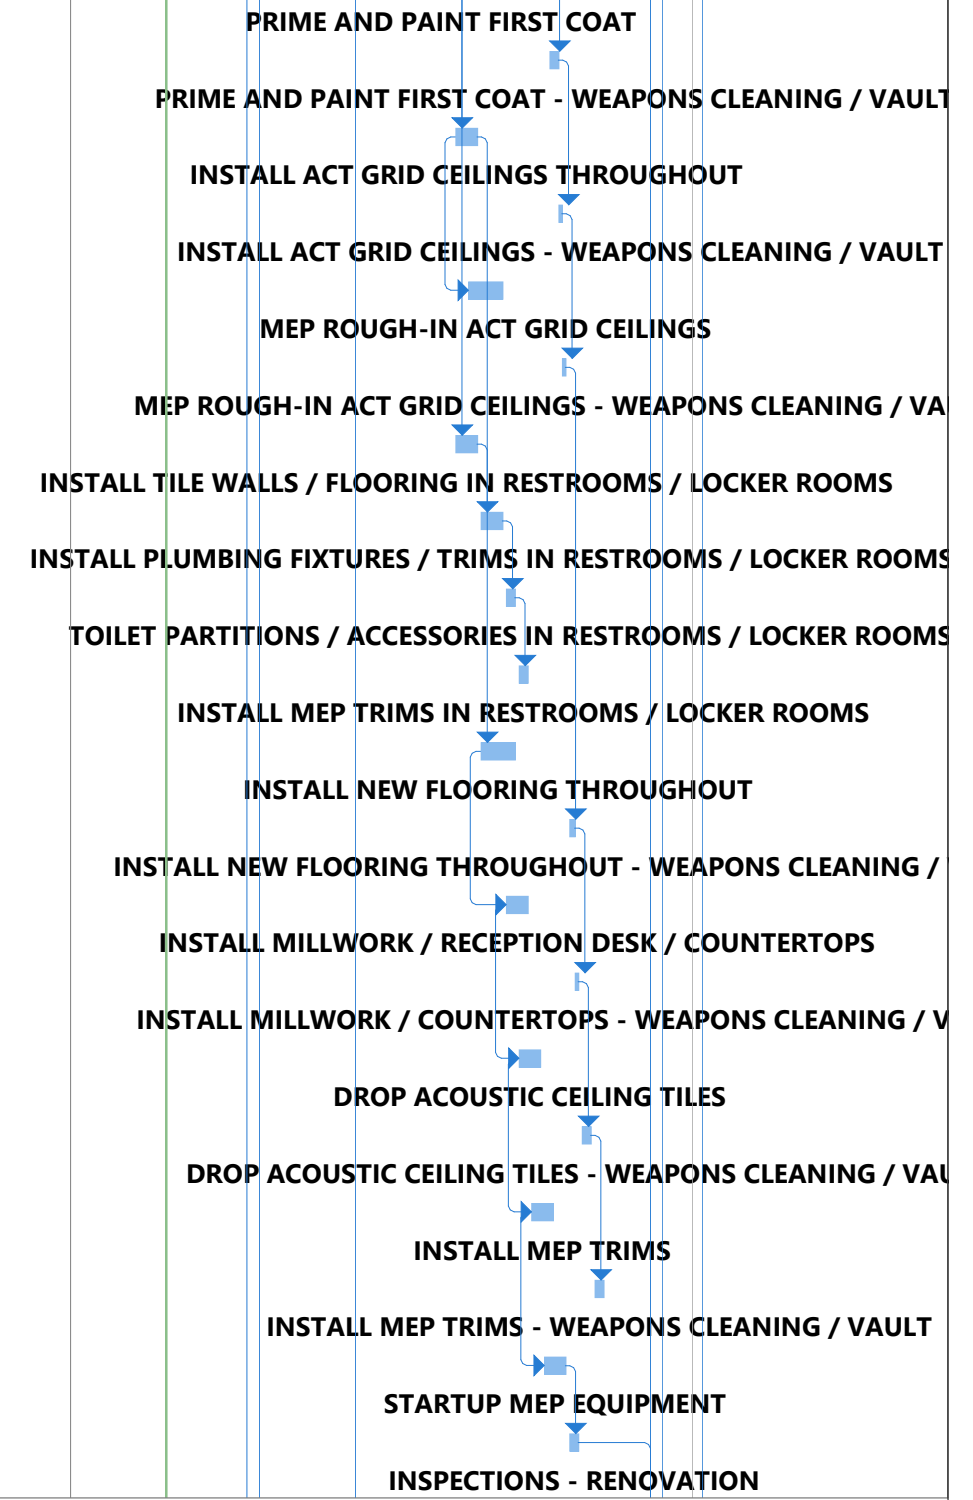 PRIME AND PAINT FIRST COAT
PRIME AND PAINT FIRST COAT - WEAPONS CLEANING / VAULT
INSTALL ACT GRID CEILINGS THROUGHOUT
INSTALL ACT GRID CEILINGS - WEAPONS CLEANING / VAULT
MEP ROUGH-IN ACT GRID CEILINGS
MEP ROUGH-IN ACT GRID CEILINGS - WEAPONS CLEANING / VA
INSTALL TILE WALLS / FLOORING IN RESTROOMS / LOCKER ROOMS
INSTALL PLUMBING FIXTURES / TRIMS IN RESTROOMS / LOCKER ROOMS
TOILET PARTITIONS / ACCESSORIES IN RESTROOMS / LOCKER ROOMS
INSTALL MEP TRIMS IN RESTROOMS / LOCKER ROOMS
INSTALL NEW FLOORING THROUGHOUT
INSTALL NEW FLOORING THROUGHOUT - WEAPONS CLEANING /
INSTALL MILLWORK / RECEPTION DESK / COUNTERTOPS
INSTALL MILLWORK / COUNTERTOPS - WEAPONS CLEANING / V
DROP ACOUSTIC CEILING TILES
DROP ACOUSTIC CEILING TILES - WEAPONS CLEANING / VAU
INSTALL MEP TRIMS
INSTALL MEP TRIMS - WEAPONS CLEANING / VAULT
STARTUP MEP EQUIPMENT
INSPECTIONS - RENOVATION